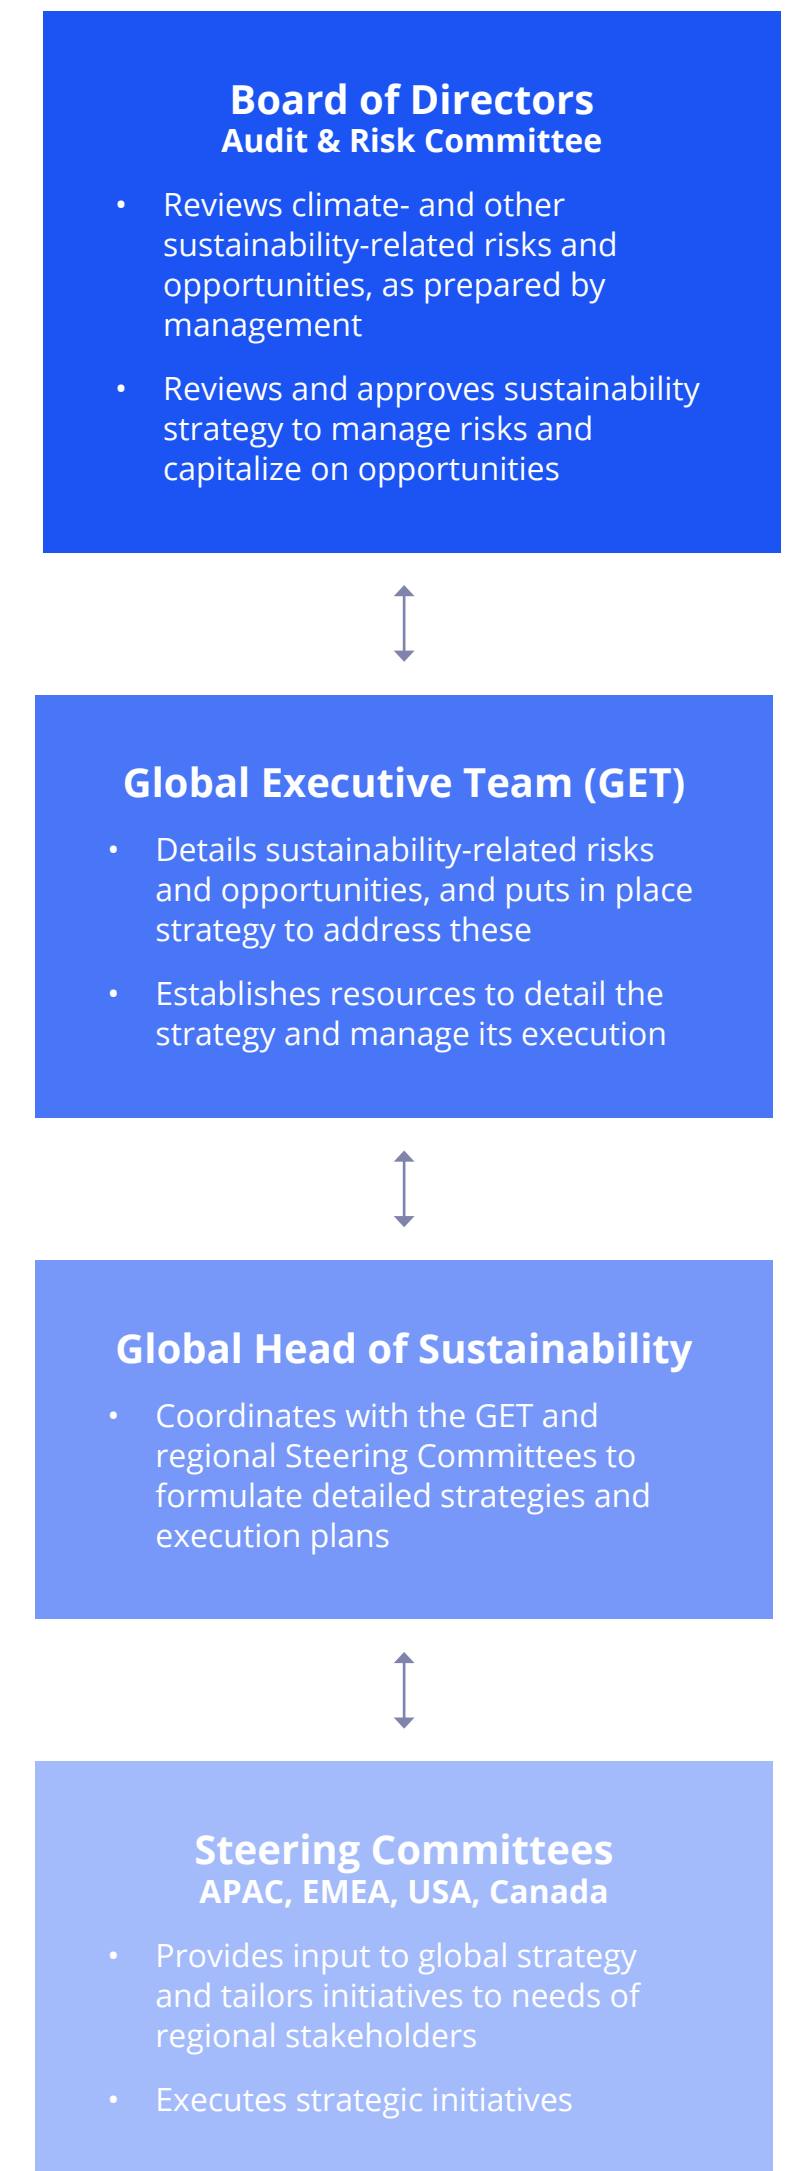 Board of Directors
Audit & Risk Committee
• Reviews climate- and other
sustainability-related risks and
opportunities, as prepared by
management
• Reviews and approves sustainability
strategy to manage risks and
capitalize on opportunities
Global Executive Team (GET)
• Details sustainability-related risks
and opportunities, and puts in place
strategy to address these
• Establishes resources to detail the
strategy and manage its execution
Global Head of Sustainability
• Coordinates with the GET and
regional Steering Committees to
formulate detailed strategies and
execution plans
Steering Committees
APAC, EMEA, USA, Canada
• Provides input to global strategy
and tailors initiatives to needs of
regional stakeholders
• Executes strategic initiatives